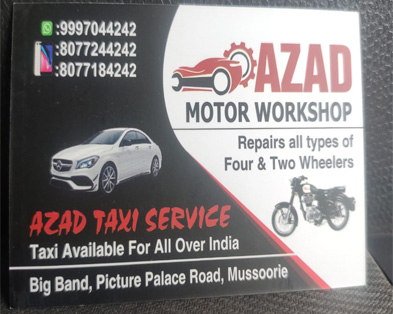 :9997044242
:8077244242
:8077184242
AZAD
MOTOR WORKSHOP
Repairs all types of
Four & Two Wheelers
AZAD TAXI SERVICE
Taxi Available For All Over India
Big Band, Picture Palace Road, Mussoorie